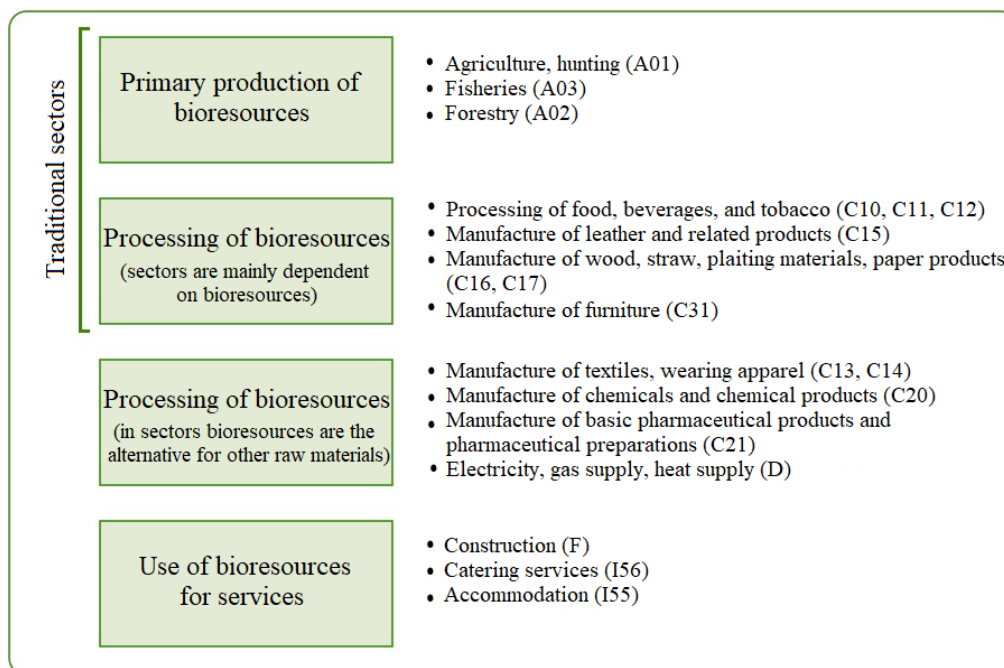 Traditional sectors
Primary production of
bioresources
• Agriculture, hunting (A01)
• Fisheries (A03)
• Forestry (A02)
Processing of bioresources
(sectors are mainly dependent
on bioresources)
• Processing of food, beverages, and tobacco (C10, C11, C12)
• Manufacture of leather and related products (C15)
• Manufacture of wood, straw, plaiting materials, paper products
(C16, C17)
• Manufacture of furniture (C31)
Processing of bioresources
(in sectors bioresources are the
alternative for other raw materials)
• Manufacture of textiles, wearing apparel (C13, C14)
• Manufacture of chemicals and chemical products (C20)
• Manufacture of basic pharmaceutical products and
pharmaceutical preparations (C21)
• Electricity, gas supply, heat supply (D)
Use of bioresources
for services
• Construction (F)
• Catering services (I56)
• Accommodation (I55)